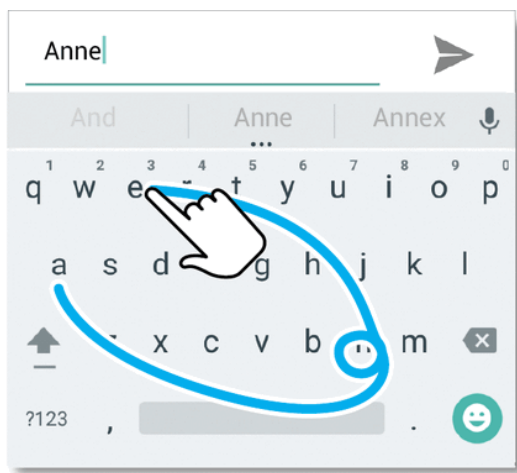 Anne
And Anne Annex
1 2 3 4 5 6 7 8 9 0
q w e t y u i o p
a s d g h j k l
x c v b m
?123 , .